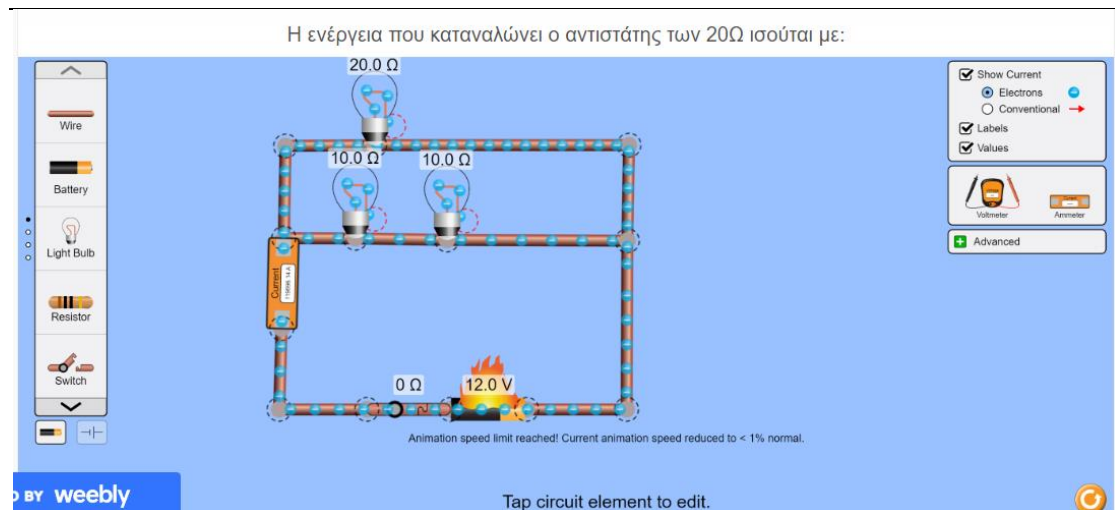 Η ενέργεια που καταναλώνει ο αντιστάτης των 20Ω ισούται με:
20.0 Ω
10.0 Ω
10.0 Ω
Wire
Battery
Light Bulb
Resistor
Switch
Current
0 Ω
12.0 V
Animation speed limit reached! Current animation speed reduced to < 1% normal.
Tap circuit element to edit.
Show Current
Electrons
Conventional
Labels
Values
Voltmeter
Ammeter
Advanced
BY weebly